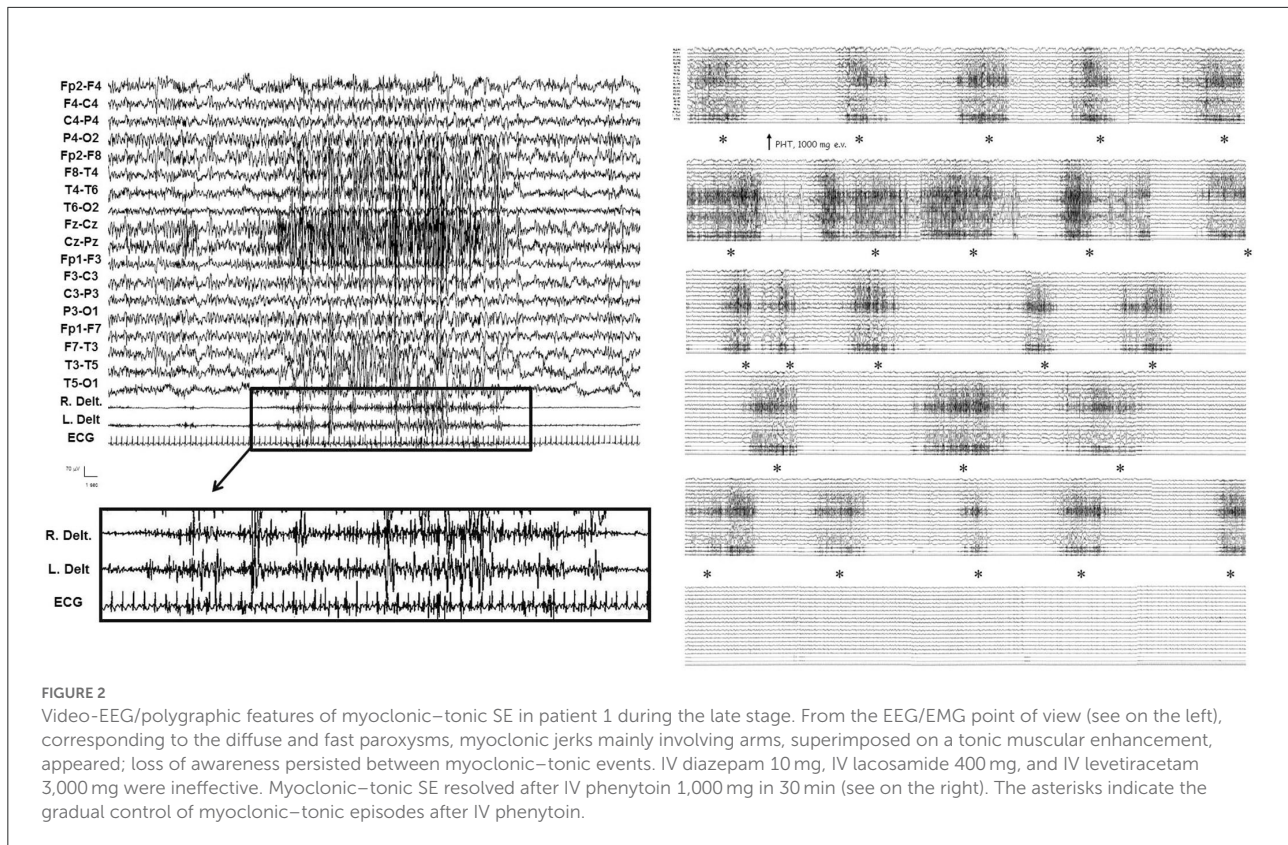 Fp2-F4
F4-C4
C4-P4
P4-O2
Fp2-F8
F8-T4
T4-T6
T6-O2
Fz-Cz
Cz-Pz
Fp1-F3
F3-C3
C3-P3
P3-O1
Fp1-F7
F7-T3
T3-T5
T5-O1
R. Delt.
L. Delt
ECG
70 µV
1 sec
R. Delt.
L. Delt
ECG
* * * * *
PHT, 1000 mg e.v.
* * * * *
* * * * *
* * *
* * * * *
FIGURE 2
Video-EEG/polygraphic features of myoclonic–tonic SE in patient 1 during the late stage. From the EEG/EMG point of view (see on the left),
corresponding to the diffuse and fast paroxysms, myoclonic jerks mainly involving arms, superimposed on a tonic muscular enhancement,
appeared; loss of awareness persisted between myoclonic–tonic events. IV diazepam 10 mg, IV lacosamide 400 mg, and IV levetiracetam
3,000 mg were ineffective. Myoclonic–tonic SE resolved after IV phenytoin 1,000 mg in 30 min (see on the right). The asterisks indicate the
gradual control of myoclonic–tonic episodes after IV phenytoin.